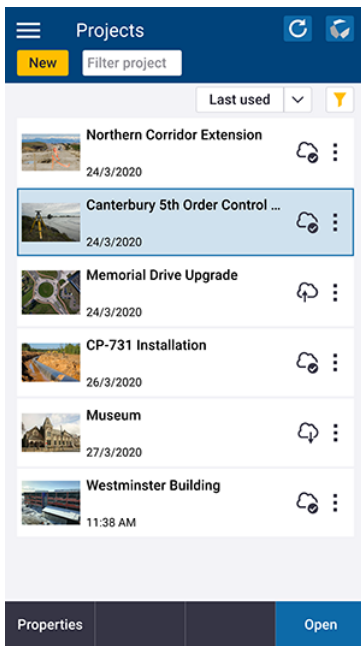 Projects
New
Filter project
Last used
Northern Corridor Extension
24/3/2020
Canterbury 5th Order Control ...
24/3/2020
Memorial Drive Upgrade
24/3/2020
CP-731 Installation
26/3/2020
Museum
27/3/2020
Westminster Building
11:38 AM
Properties
Open